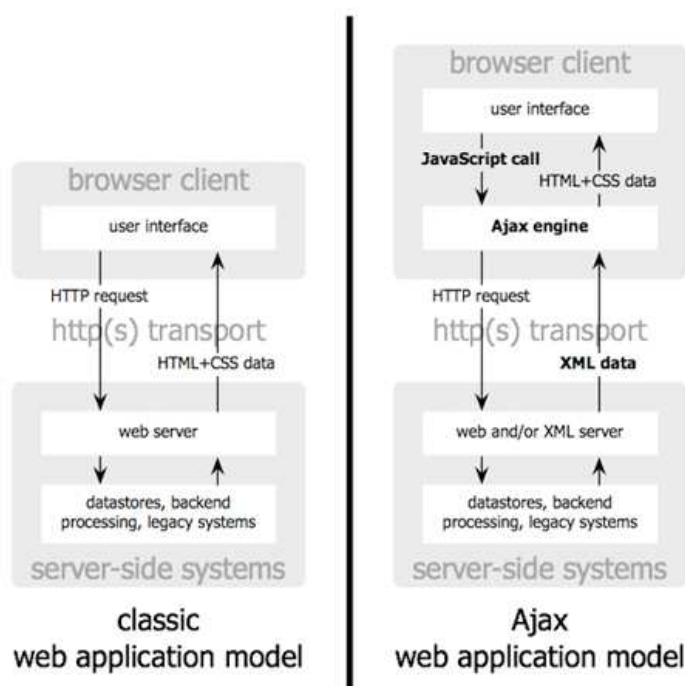 browser client
user interface
HTTP request
http(s) transport
HTML+CSS data
web server
datastores, backend
processing, legacy systems
server-side systems
classic
web application model
browser client
user interface
JavaScript call
HTML+CSS data
Ajax engine
HTTP request
http(s) transport
XML data
web and/or XML server
datastores, backend
processing, legacy systems
server-side systems
Ajax
web application model